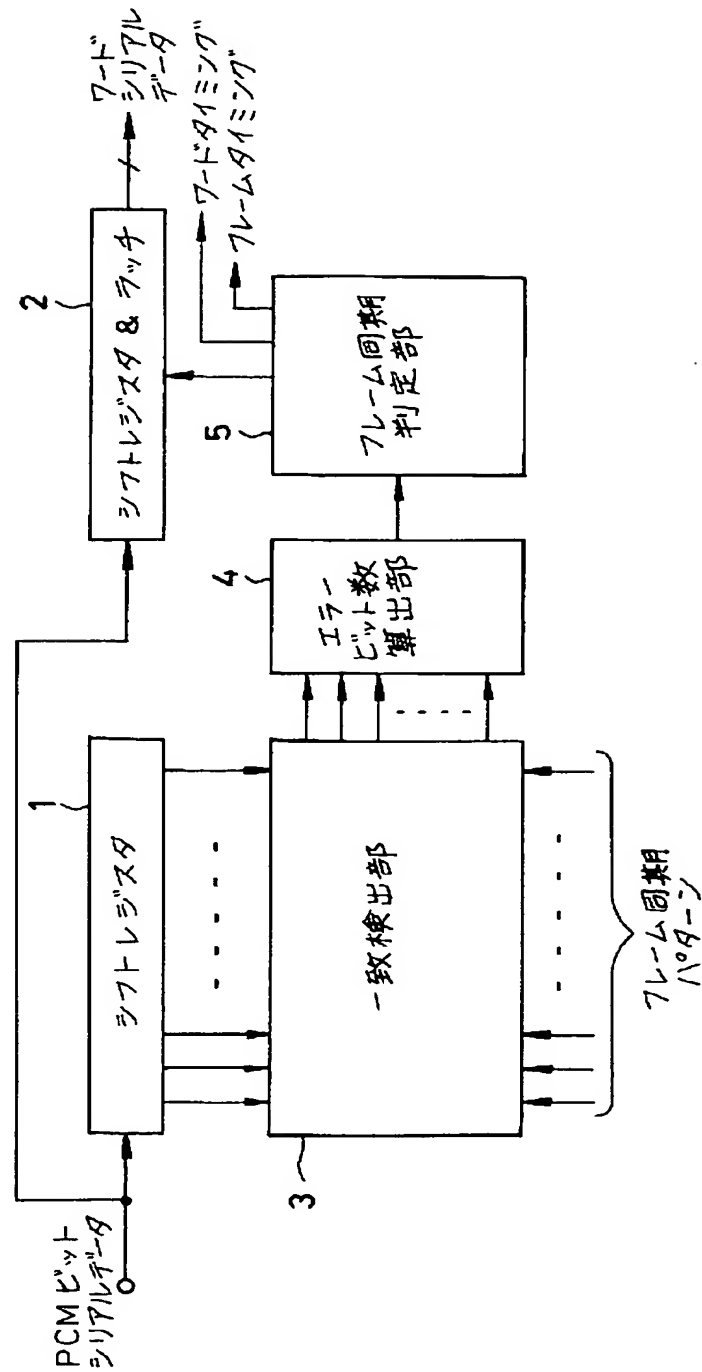 PCMビット
シリアルデータ
1
シフトレジスタ
2
シフトレジスタ & ラッチ
ワード
シリアル
データ
ワードタイミング
フレームタイミング
3
一致検出部
4
エラー
ビット数
算出部
5
フレーム同期
判定部
フレーム同期
パターン